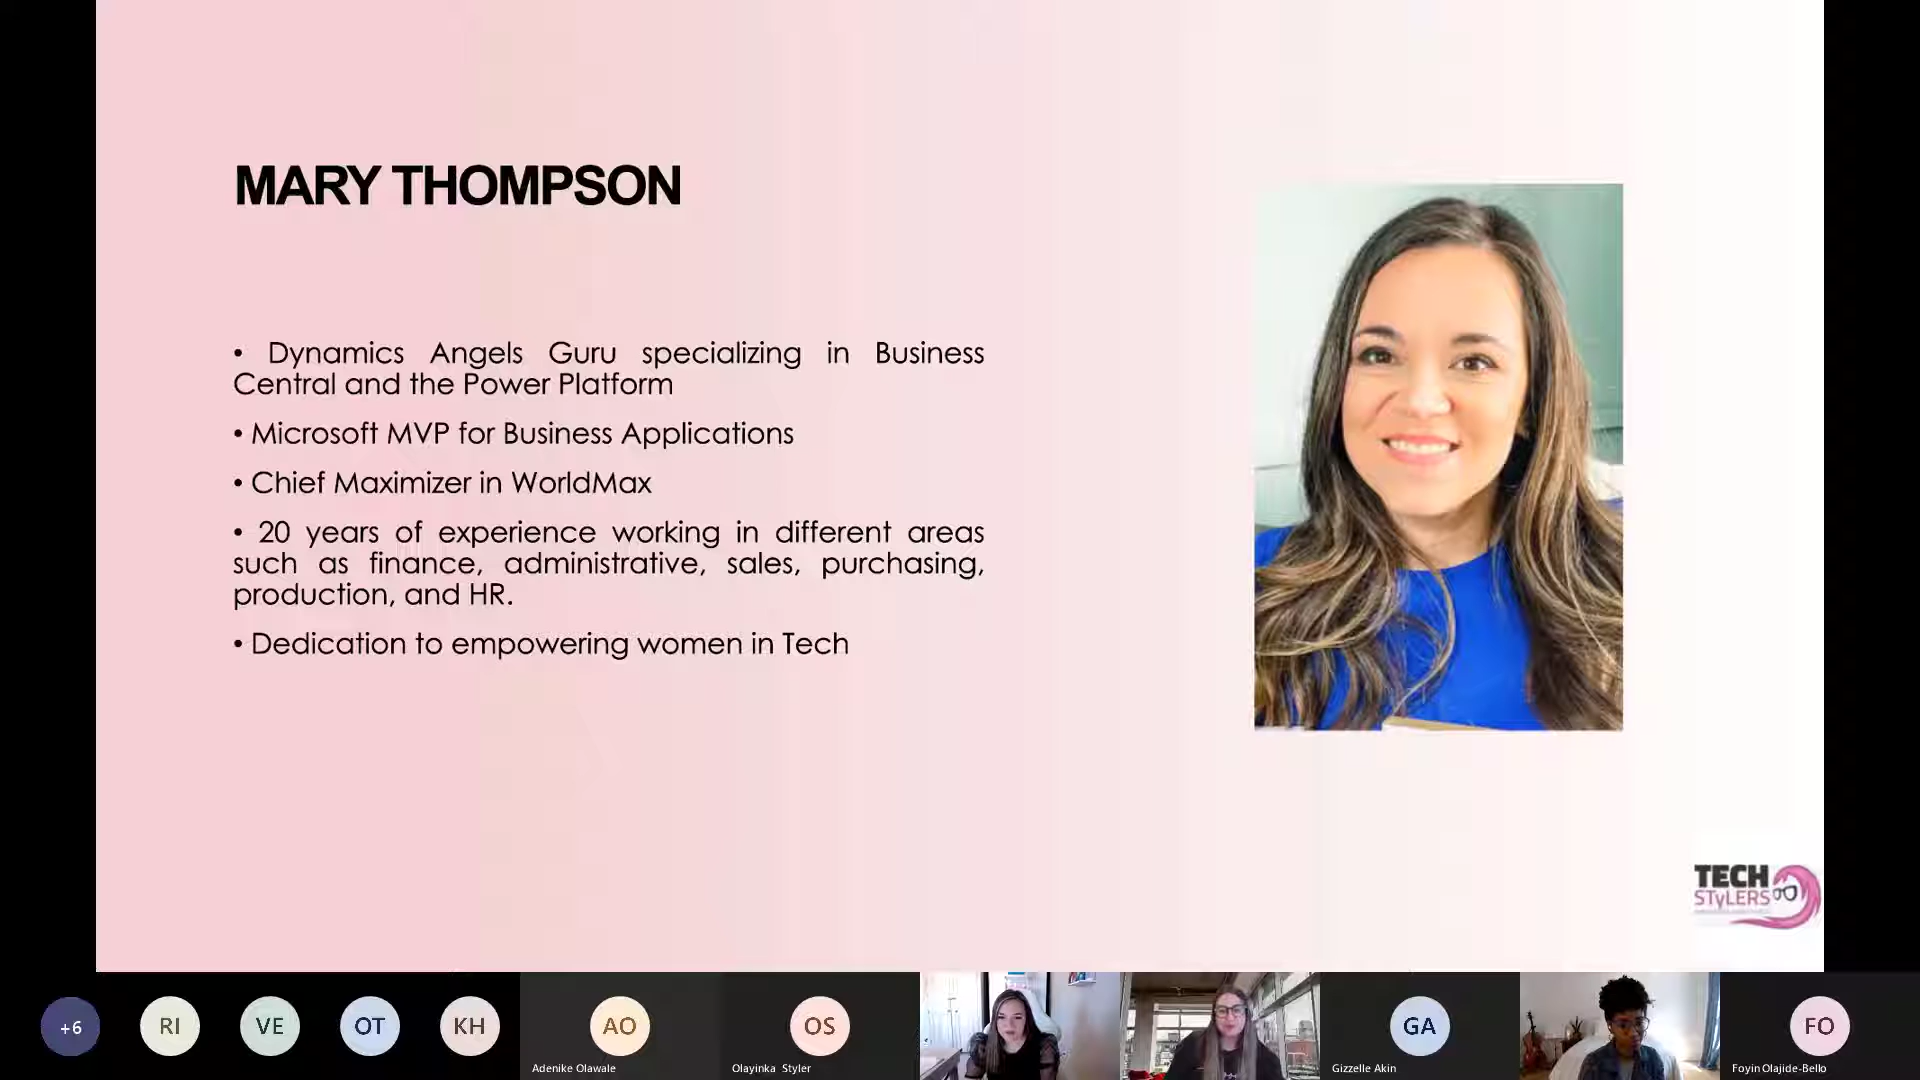 MARY THOMPSON
• Dynamics Angels Guru specializing in Business
Central and the Power Platform
• Microsoft MVP for Business Applications
• Chief Maximizer in WorldMax
• 20 years of experience working in different areas
such as finance, administrative, sales, purchasing,
production, and HR.
• Dedication to empowering women in Tech
TECH
STyLERS
+6
RI
VE
OT
KH
AO
OS
GA
FO
Adenike Olawale
Olayinka Styler
Gizzelle Akin
Foyin Olajide-Bello